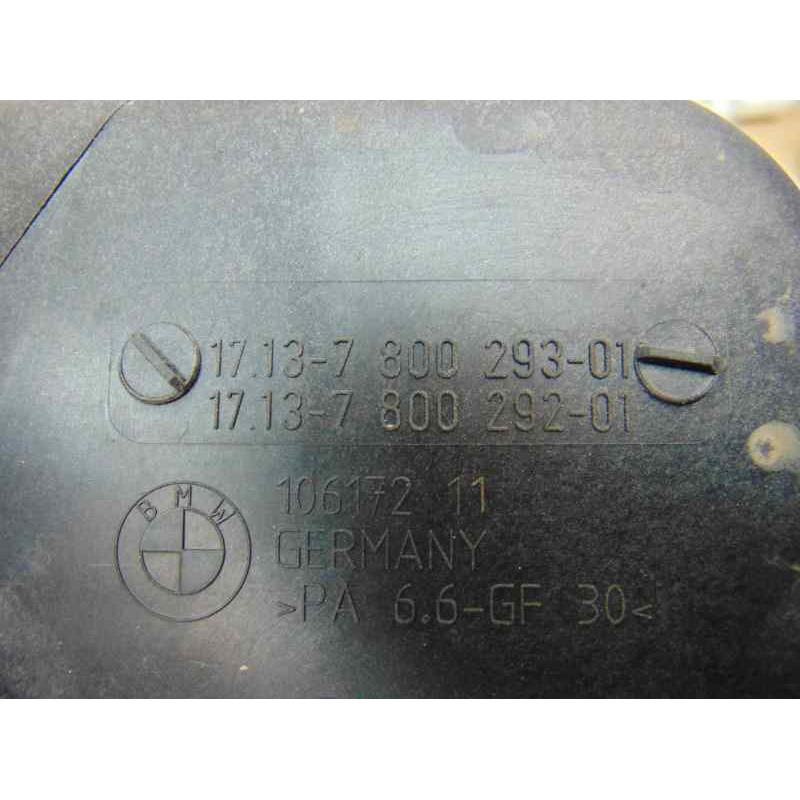 17.13-7 800 293-01
17.13-7 800 292-01
BMW
106172 11
GERMANY
>PA 6.6-GF 30<